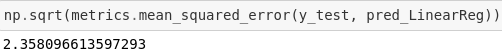 np.sqrt(metrics.mean_squared_error(y_test, pred_LinearReg))
2.358096613597293